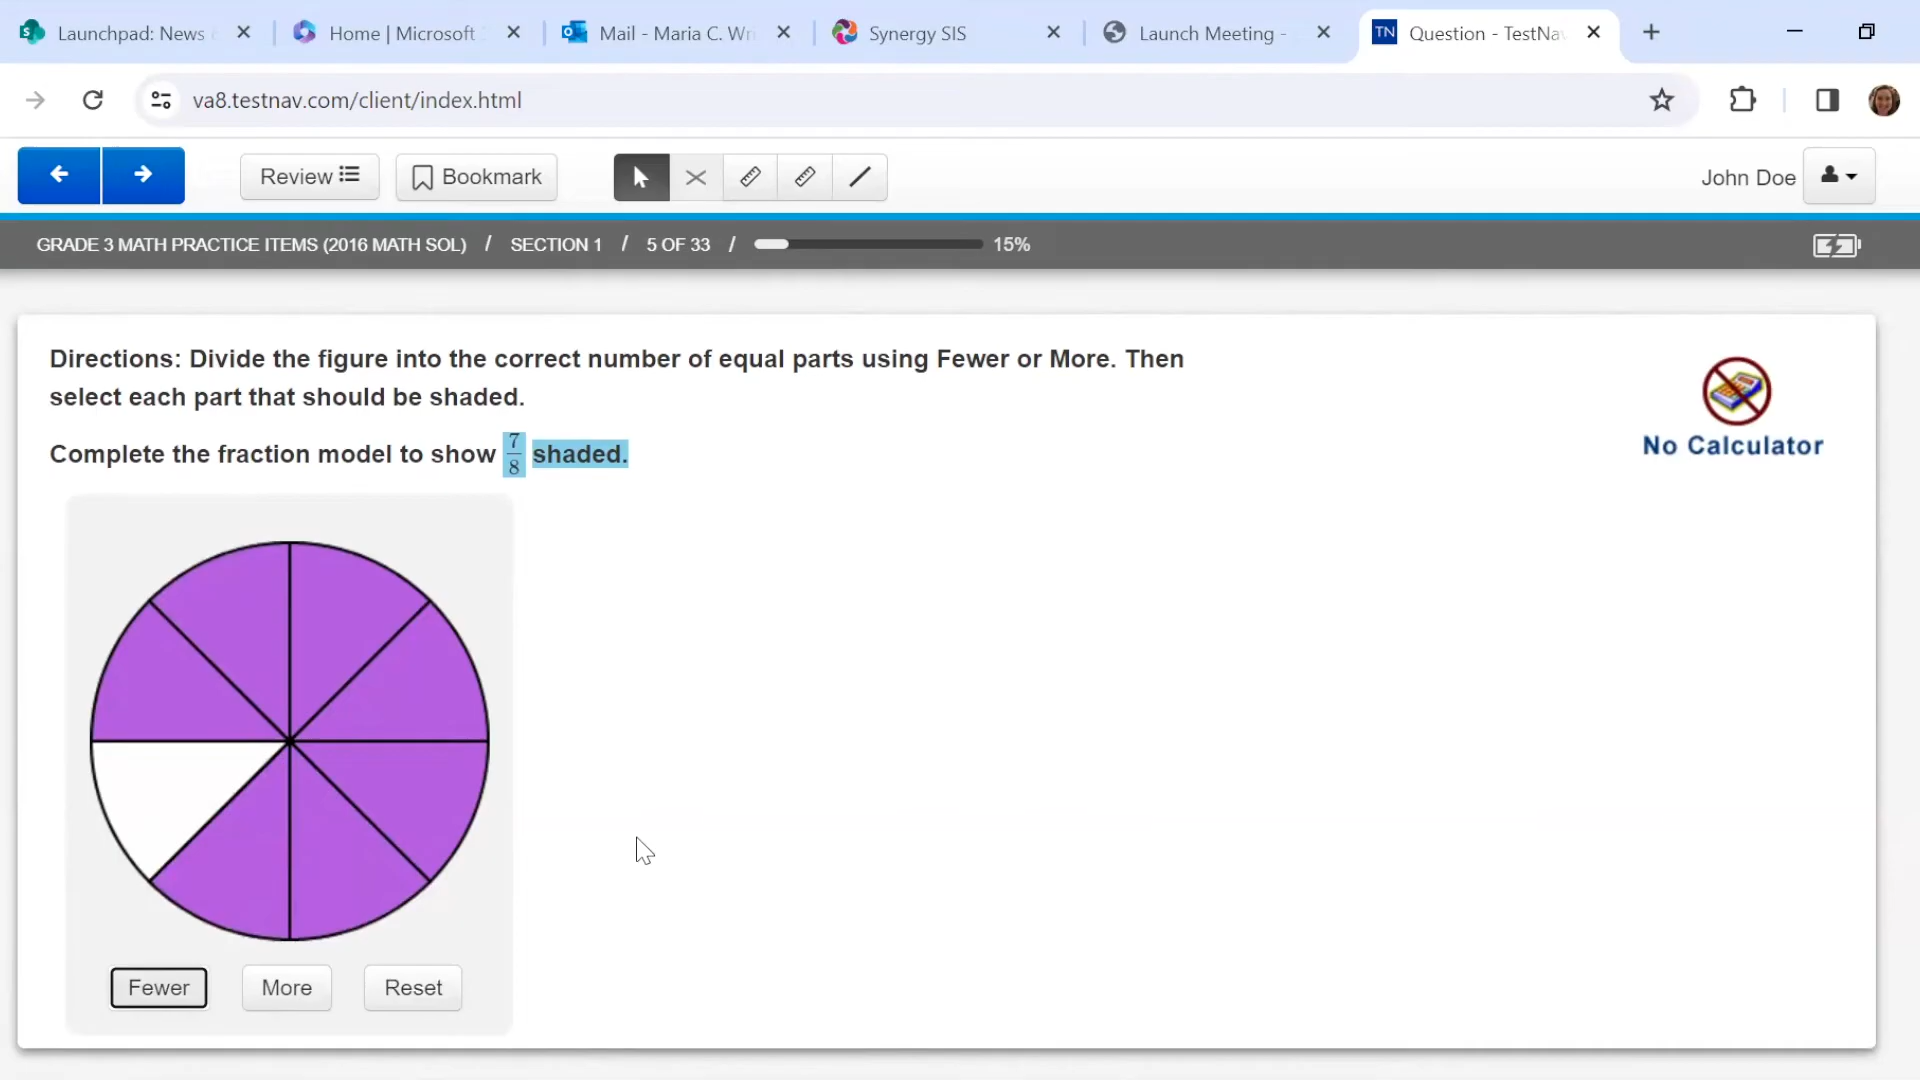 Launchpad: News
Home | Microsoft
Mail - Maria C. Wri
Synergy SIS
Launch Meeting -
TN
Question - TestNav
va8.testnav.com/client/index.html
Review
Bookmark
John Doe
GRADE 3 MATH PRACTICE ITEMS (2016 MATH SOL) / SECTION 1 / 5 OF 33 / 15%
Directions: Divide the figure into the correct number of equal parts using Fewer or More. Then
select each part that should be shaded.
No Calculator
Complete the fraction model to show 7/8 shaded.
Fewer
More
Reset